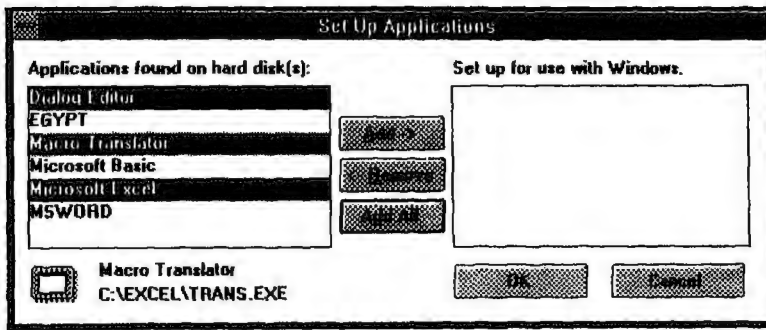 Set Up Applications
Applications found on hard disk(s):
Set up for use with Windows.
Dialog Editor
EGYPT
Macro Translator
Microsoft Basic
Microsoft Excel
MSWORD
Add ->
<- Remove
Add All
Macro Translator
C:\EXCEL\TRANS.EXE
OK
Cancel